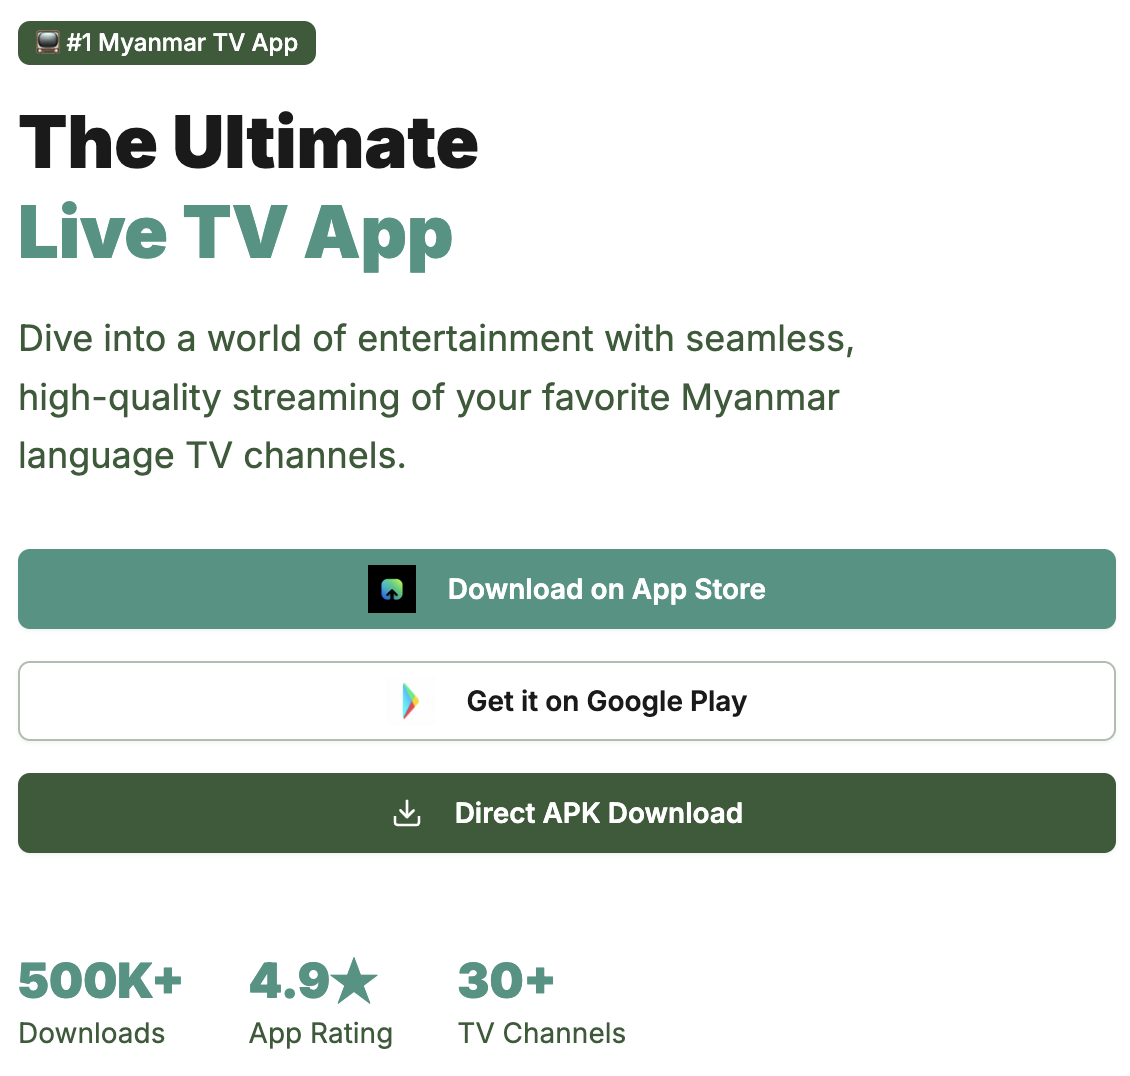 #1 Myanmar TV App
The Ultimate
Live TV App
Dive into a world of entertainment with seamless,
high-quality streaming of your favorite Myanmar
language TV channels.
Download on App Store
Get it on Google Play
Direct APK Download
500K+ 4.9★ 30+
Downloads App Rating TV Channels